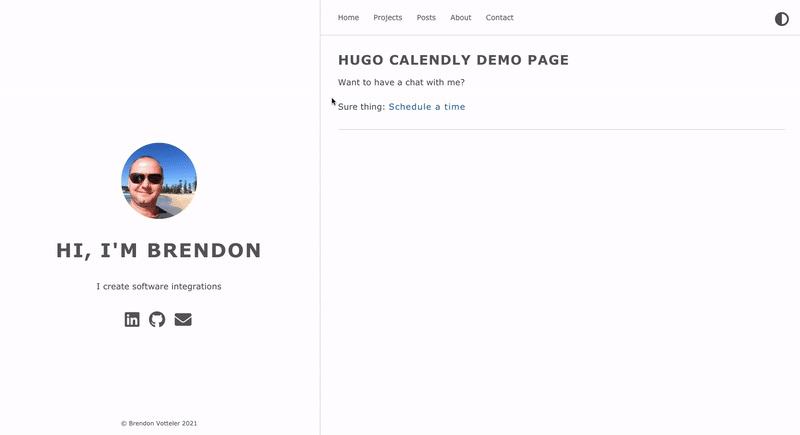 Home Projects Posts About Contact
HUGO CALENDLY DEMO PAGE
Want to have a chat with me?
Sure thing: Schedule a time
HI, I'M BRENDON
I create software integrations
© Brendon Votteler 2021